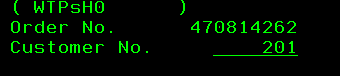 ( WTPsH0 )
Order No. 470814262
Customer No. 201